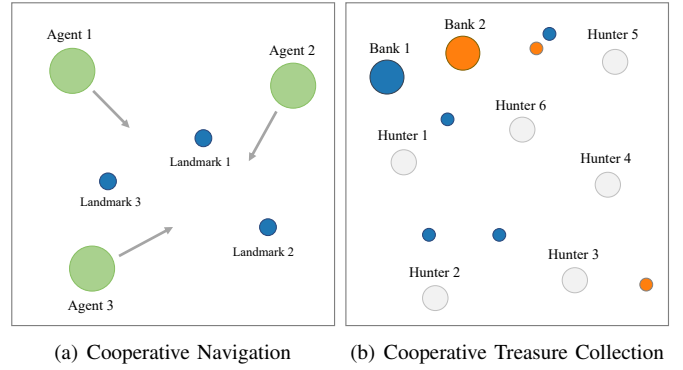 Agent 1
Agent 2
Landmark 1
Landmark 3
Landmark 2
Agent 3
(a) Cooperative Navigation
Bank 2
Bank 1
Hunter 5
Hunter 6
Hunter 1
Hunter 4
Hunter 3
Hunter 2
(b) Cooperative Treasure Collection